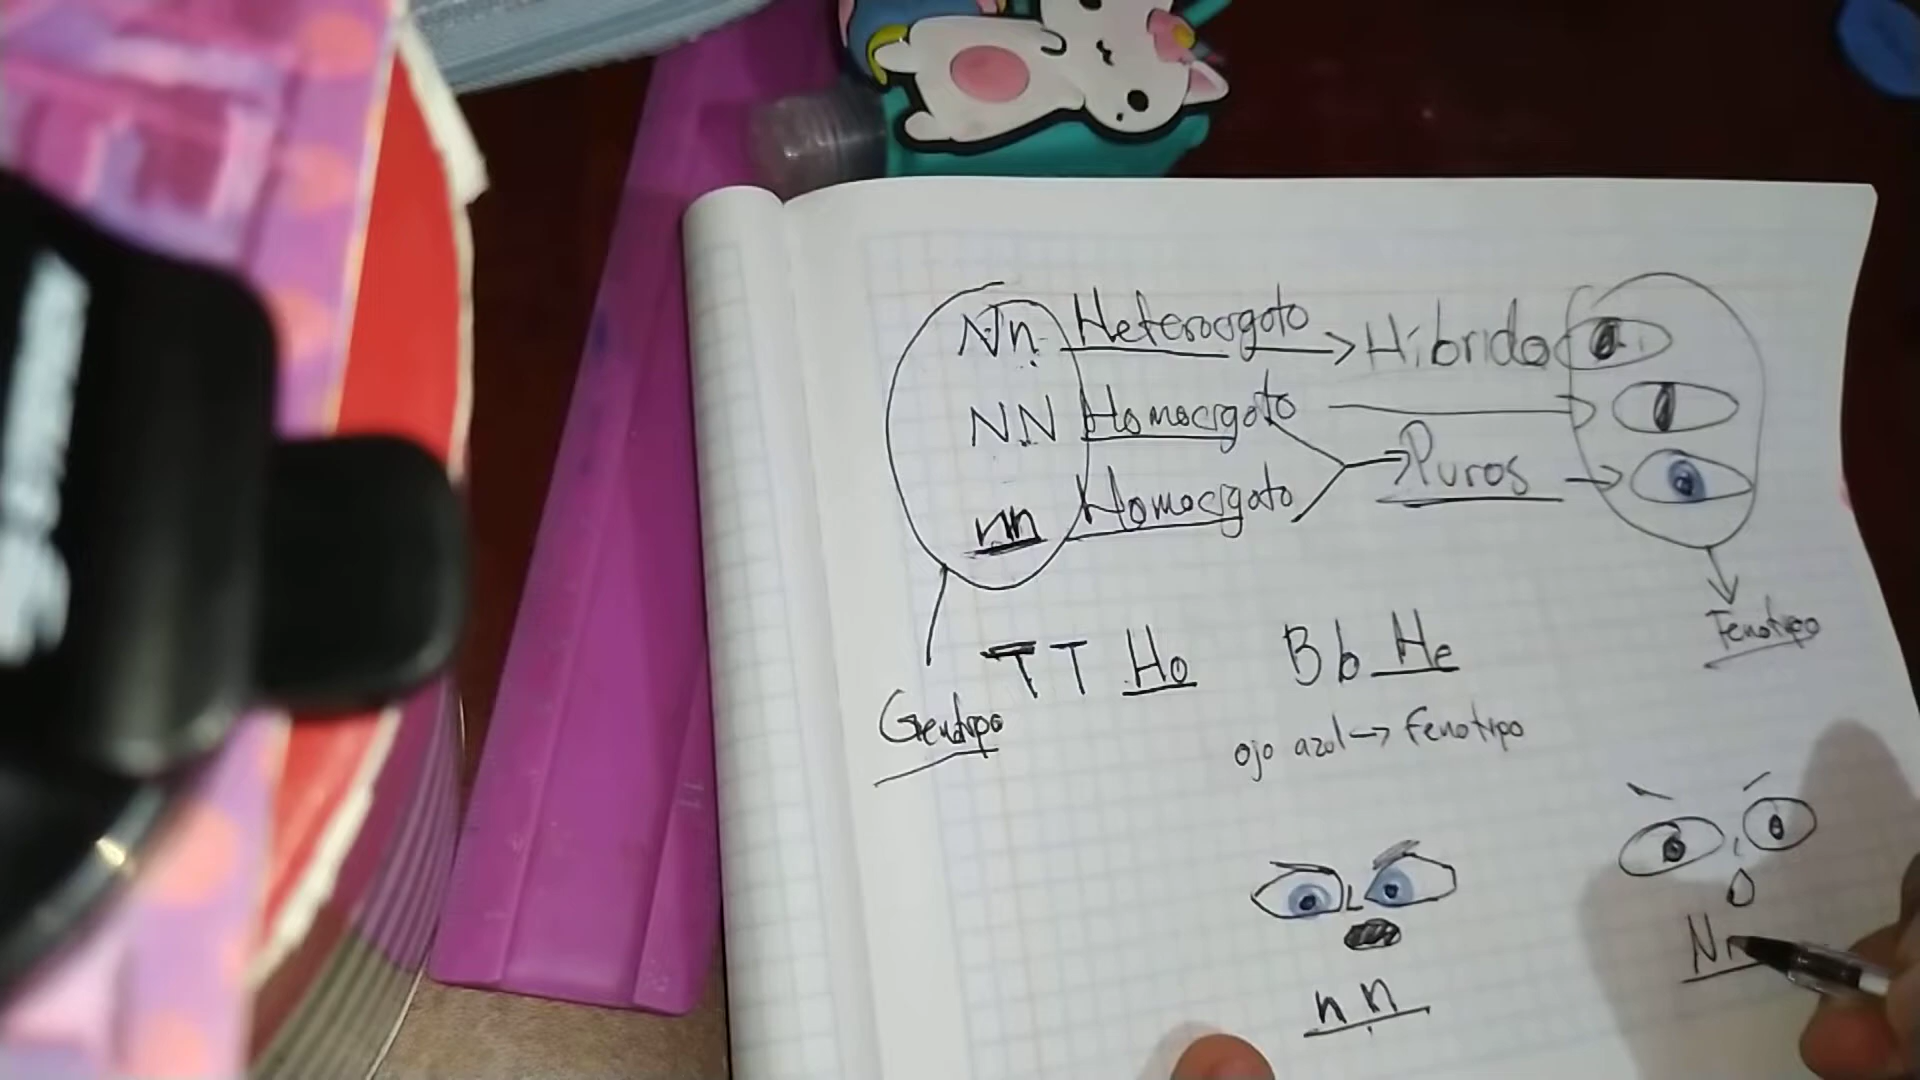 Nn Heterocigoto → Híbrido
NN Homocigoto
nn Homocigoto → Puros →
Fenotipo
TT Ho Bb He
Genotipo
ojo azul → Fenotipo
Nn
nn